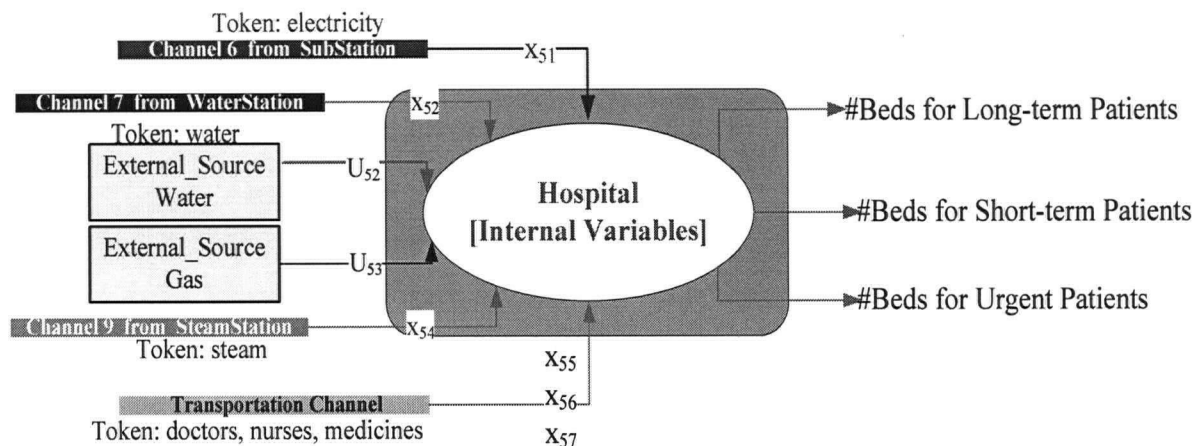 Token: electricity
Channel 6 from SubStation
X51
Channel 7 from WaterStation
X52
Token: water
External_Source
Water
U52
External_Source
Gas
U53
Channel 9 from SteamStation
X54
Token: steam
Transportation Channel
Token: doctors, nurses, medicines
X55
X56
X57
Hospital
[Internal Variables]
#Beds for Long-term Patients
#Beds for Short-term Patients
#Beds for Urgent Patients